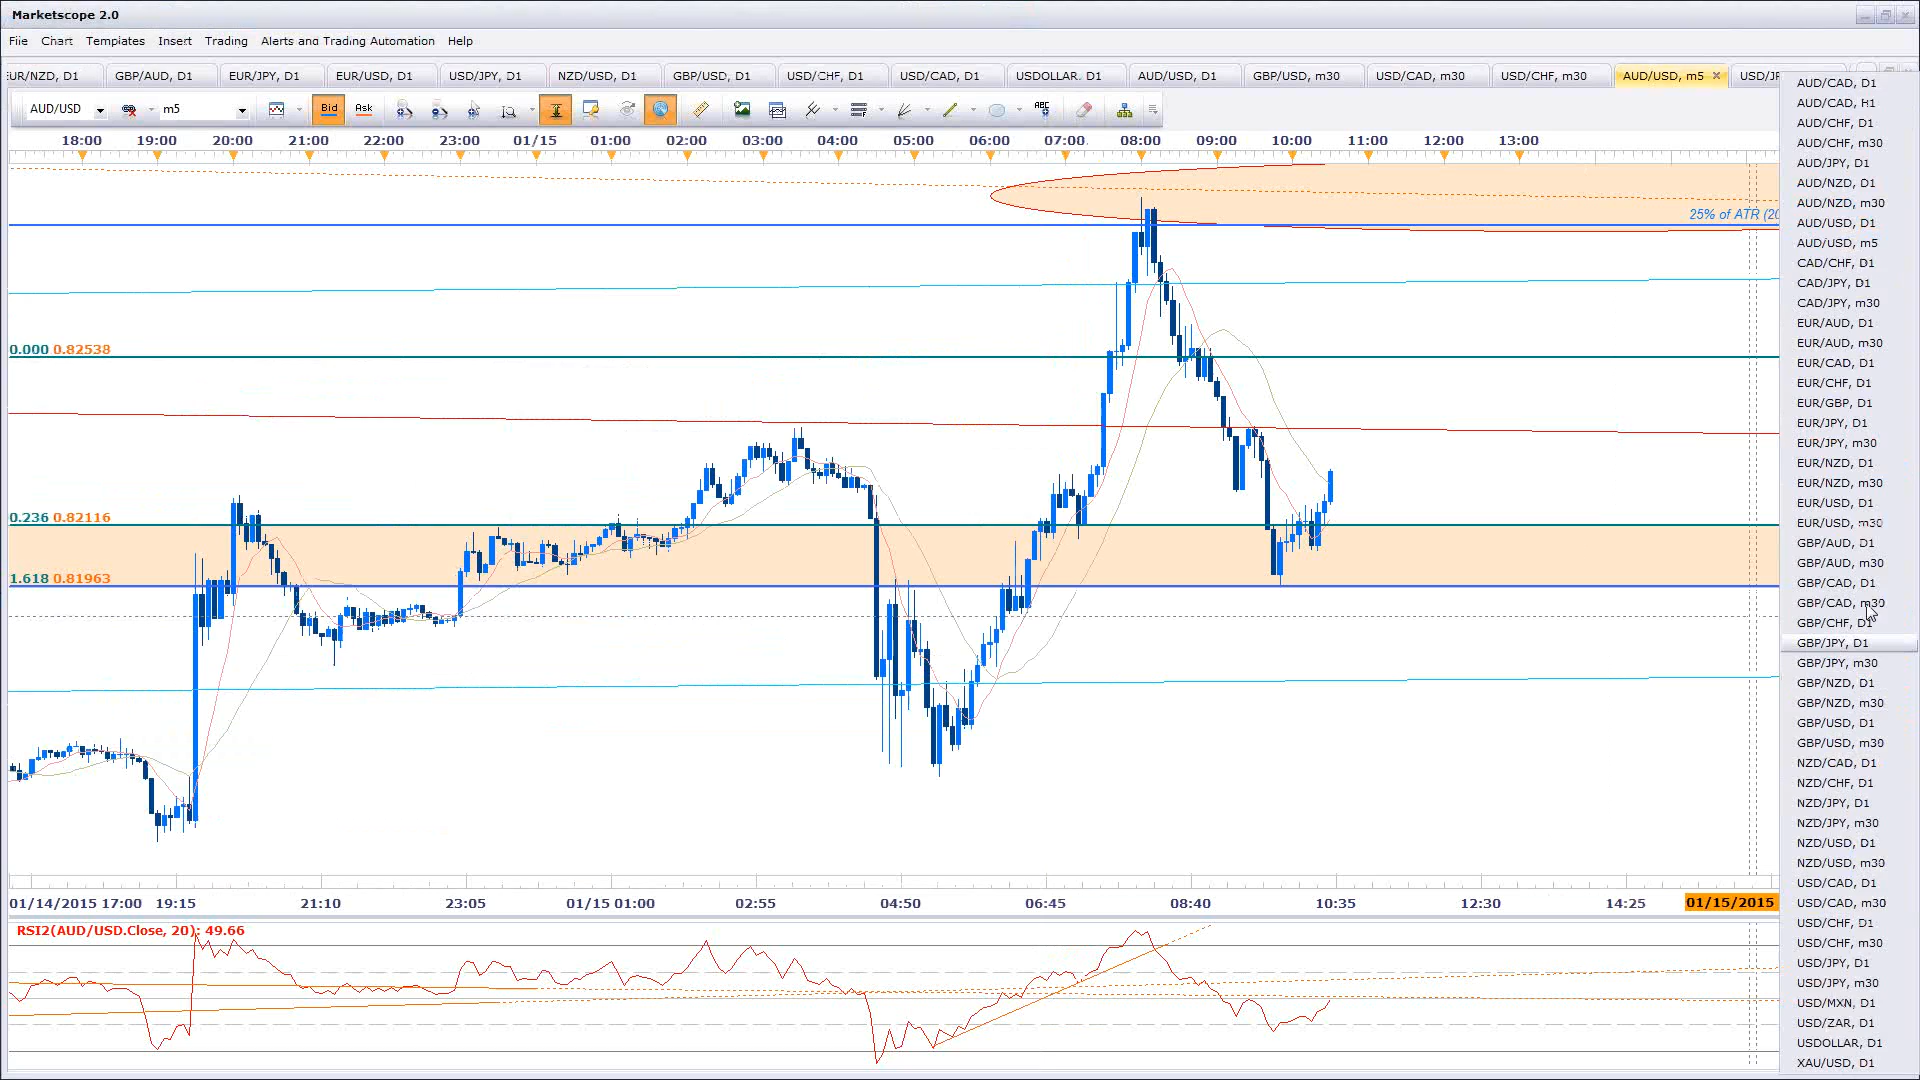 Marketscope 2.0
File Chart Templates Insert Trading Alerts and Trading Automation Help
EUR/NZD, D1 GBP/AUD, D1 EUR/JPY, D1 EUR/USD, D1 USD/JPY, D1 NZD/USD, D1 GBP/USD, D1 USD/CHF, D1 USD/CAD, D1 USDOLLAR, D1 AUD/USD, D1 GBP/USD, m30 USD/CAD, m30 USD/CHF, m30 AUD/USD, m5
AUD/USD m5 Bid Ask ABC
18:00 19:00 20:00 21:00 22:00 23:00 01/15 01:00 02:00 03:00 04:00 05:00 06:00 07:00 08:00 09:00 10:00 11:00 12:00 13:00
25% of ATR (20
0.000 0.82538
0.236 0.82116
1.618 0.81963
01/14/2015 17:00 19:15 21:10 23:05 01/15 01:00 02:55 04:50 06:45 08:40 10:35 12:30 14:25 01/15/2015
RSI2(AUD/USD.Close, 20): 49.66
AUD/CAD, D1
AUD/CAD, H1
AUD/CHF, D1
AUD/CHF, m30
AUD/JPY, D1
AUD/NZD, D1
AUD/NZD, m30
AUD/USD, D1
AUD/USD, m5
CAD/CHF, D1
CAD/JPY, D1
CAD/JPY, m30
EUR/AUD, D1
EUR/AUD, m30
EUR/CAD, D1
EUR/CHF, D1
EUR/GBP, D1
EUR/JPY, D1
EUR/JPY, m30
EUR/NZD, D1
EUR/NZD, m30
EUR/USD, D1
EUR/USD, m30
GBP/AUD, D1
GBP/AUD, m30
GBP/CAD, D1
GBP/CAD, m30
GBP/CHF, D1
GBP/JPY, D1
GBP/JPY, m30
GBP/NZD, D1
GBP/NZD, m30
GBP/USD, D1
GBP/USD, m30
NZD/CAD, D1
NZD/CHF, D1
NZD/JPY, D1
NZD/JPY, m30
NZD/USD, D1
NZD/USD, m30
USD/CAD, D1
USD/CAD, m30
USD/CHF, D1
USD/CHF, m30
USD/JPY, D1
USD/JPY, m30
USD/MXN, D1
USD/ZAR, D1
USDOLLAR, D1
XAU/USD, D1